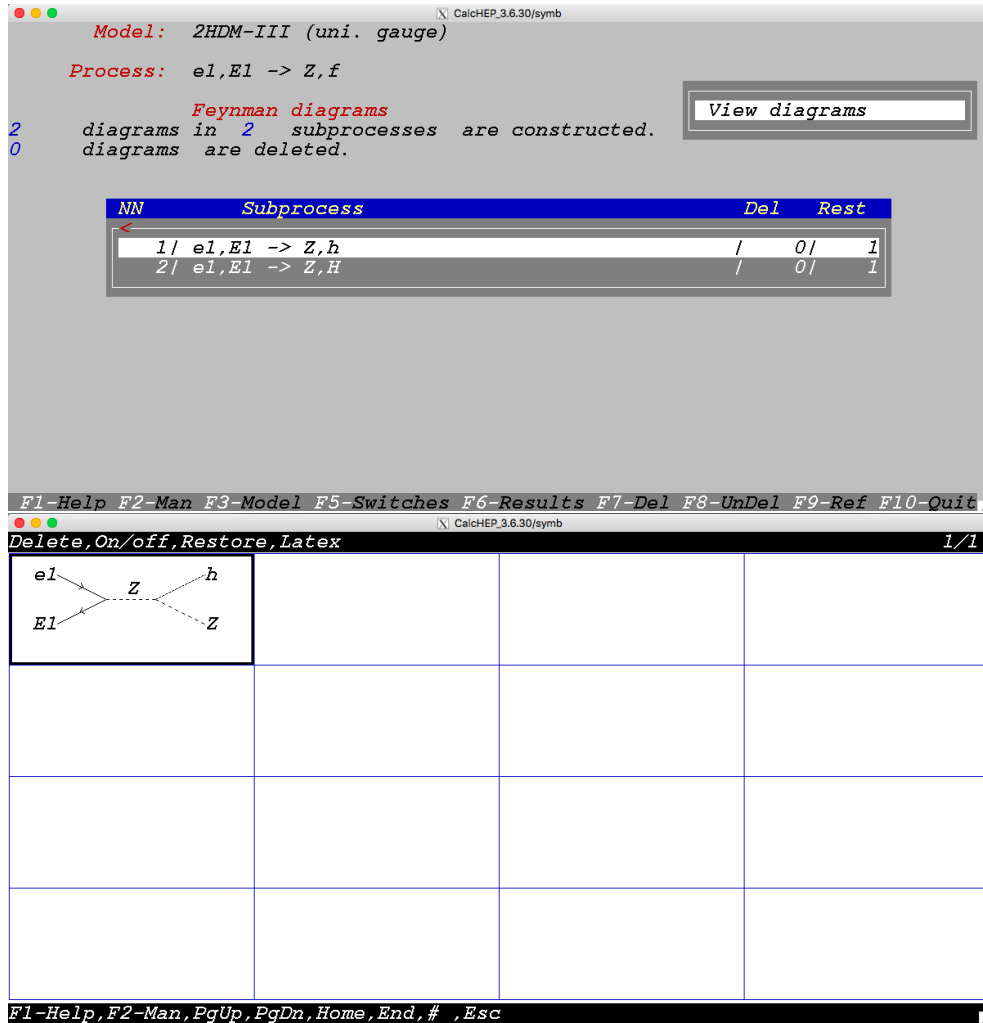 CalcHEP_3.6.30/symb
Model: 2HDM-III (uni. gauge)
Process: e1,E1 -> Z,f
Feynman diagrams
View diagrams
2 diagrams in 2 subprocesses are constructed.
0 diagrams are deleted.
NN Subprocess Del Rest
<
1| e1,E1 -> Z,h | 0| 1
2| e1,E1 -> Z,H | 0| 1
F1-Help F2-Man F3-Model F5-Switches F6-Results F7-Del F8-UnDel F9-Ref F10-Quit
CalcHEP_3.6.30/symb
Delete,On/off,Restore,Latex 1/1
e1 Z h
E1 Z
F1-Help,F2-Man,PgUp,PgDn,Home,End,# ,Esc